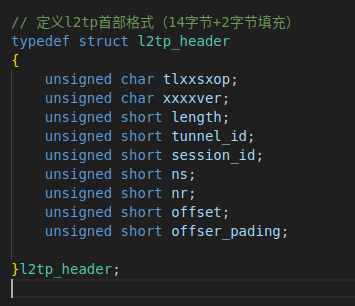 // 定义l2tp首部格式（14字节+2字节填充）
typedef struct l2tp_header
{
    unsigned char tlxxsxop;
    unsigned char xxxxver;
    unsigned short length;
    unsigned short tunnel_id;
    unsigned short session_id;
    unsigned short ns;
    unsigned short nr;
    unsigned short offset;
    unsigned short offser_pading;
}l2tp_header;